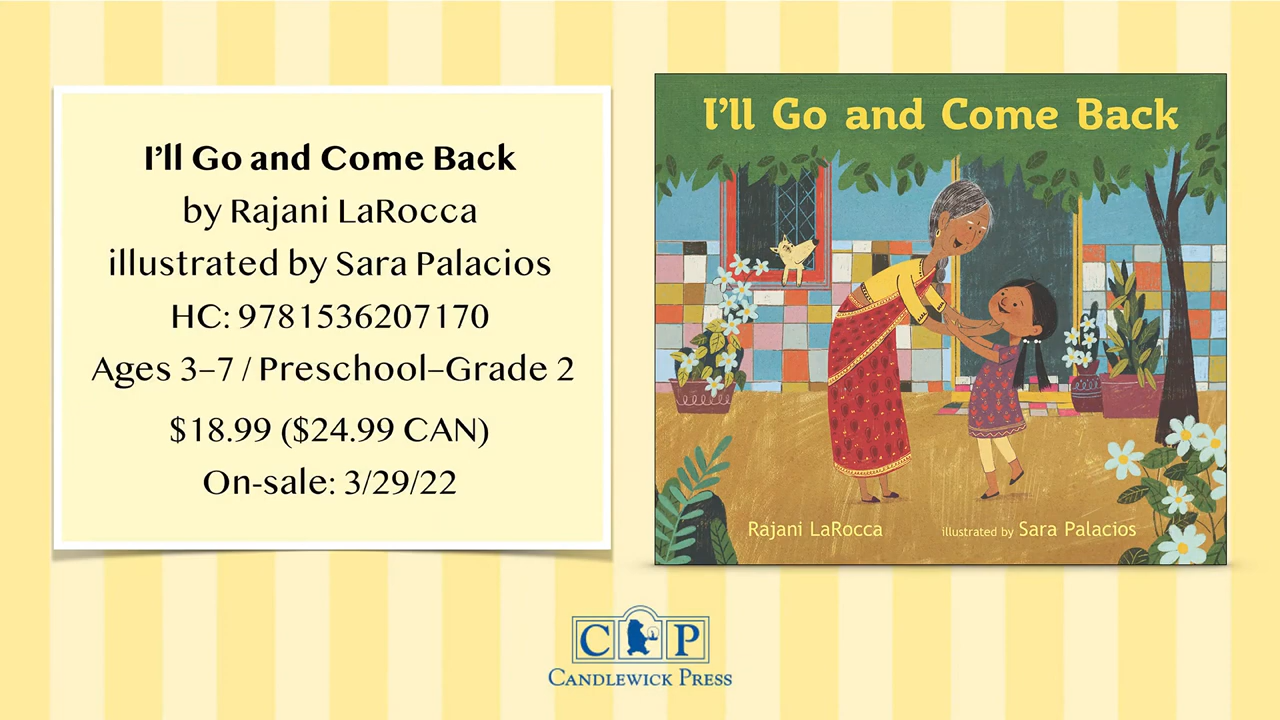 I’ll Go and Come Back
by Rajani LaRocca
illustrated by Sara Palacios
HC: 9781536207170
Ages 3–7 / Preschool–Grade 2
$18.99 ($24.99 CAN)
On-sale: 3/29/22
I’ll Go and Come Back
Rajani LaRocca
illustrated by Sara Palacios
C P
CANDLEWICK PRESS